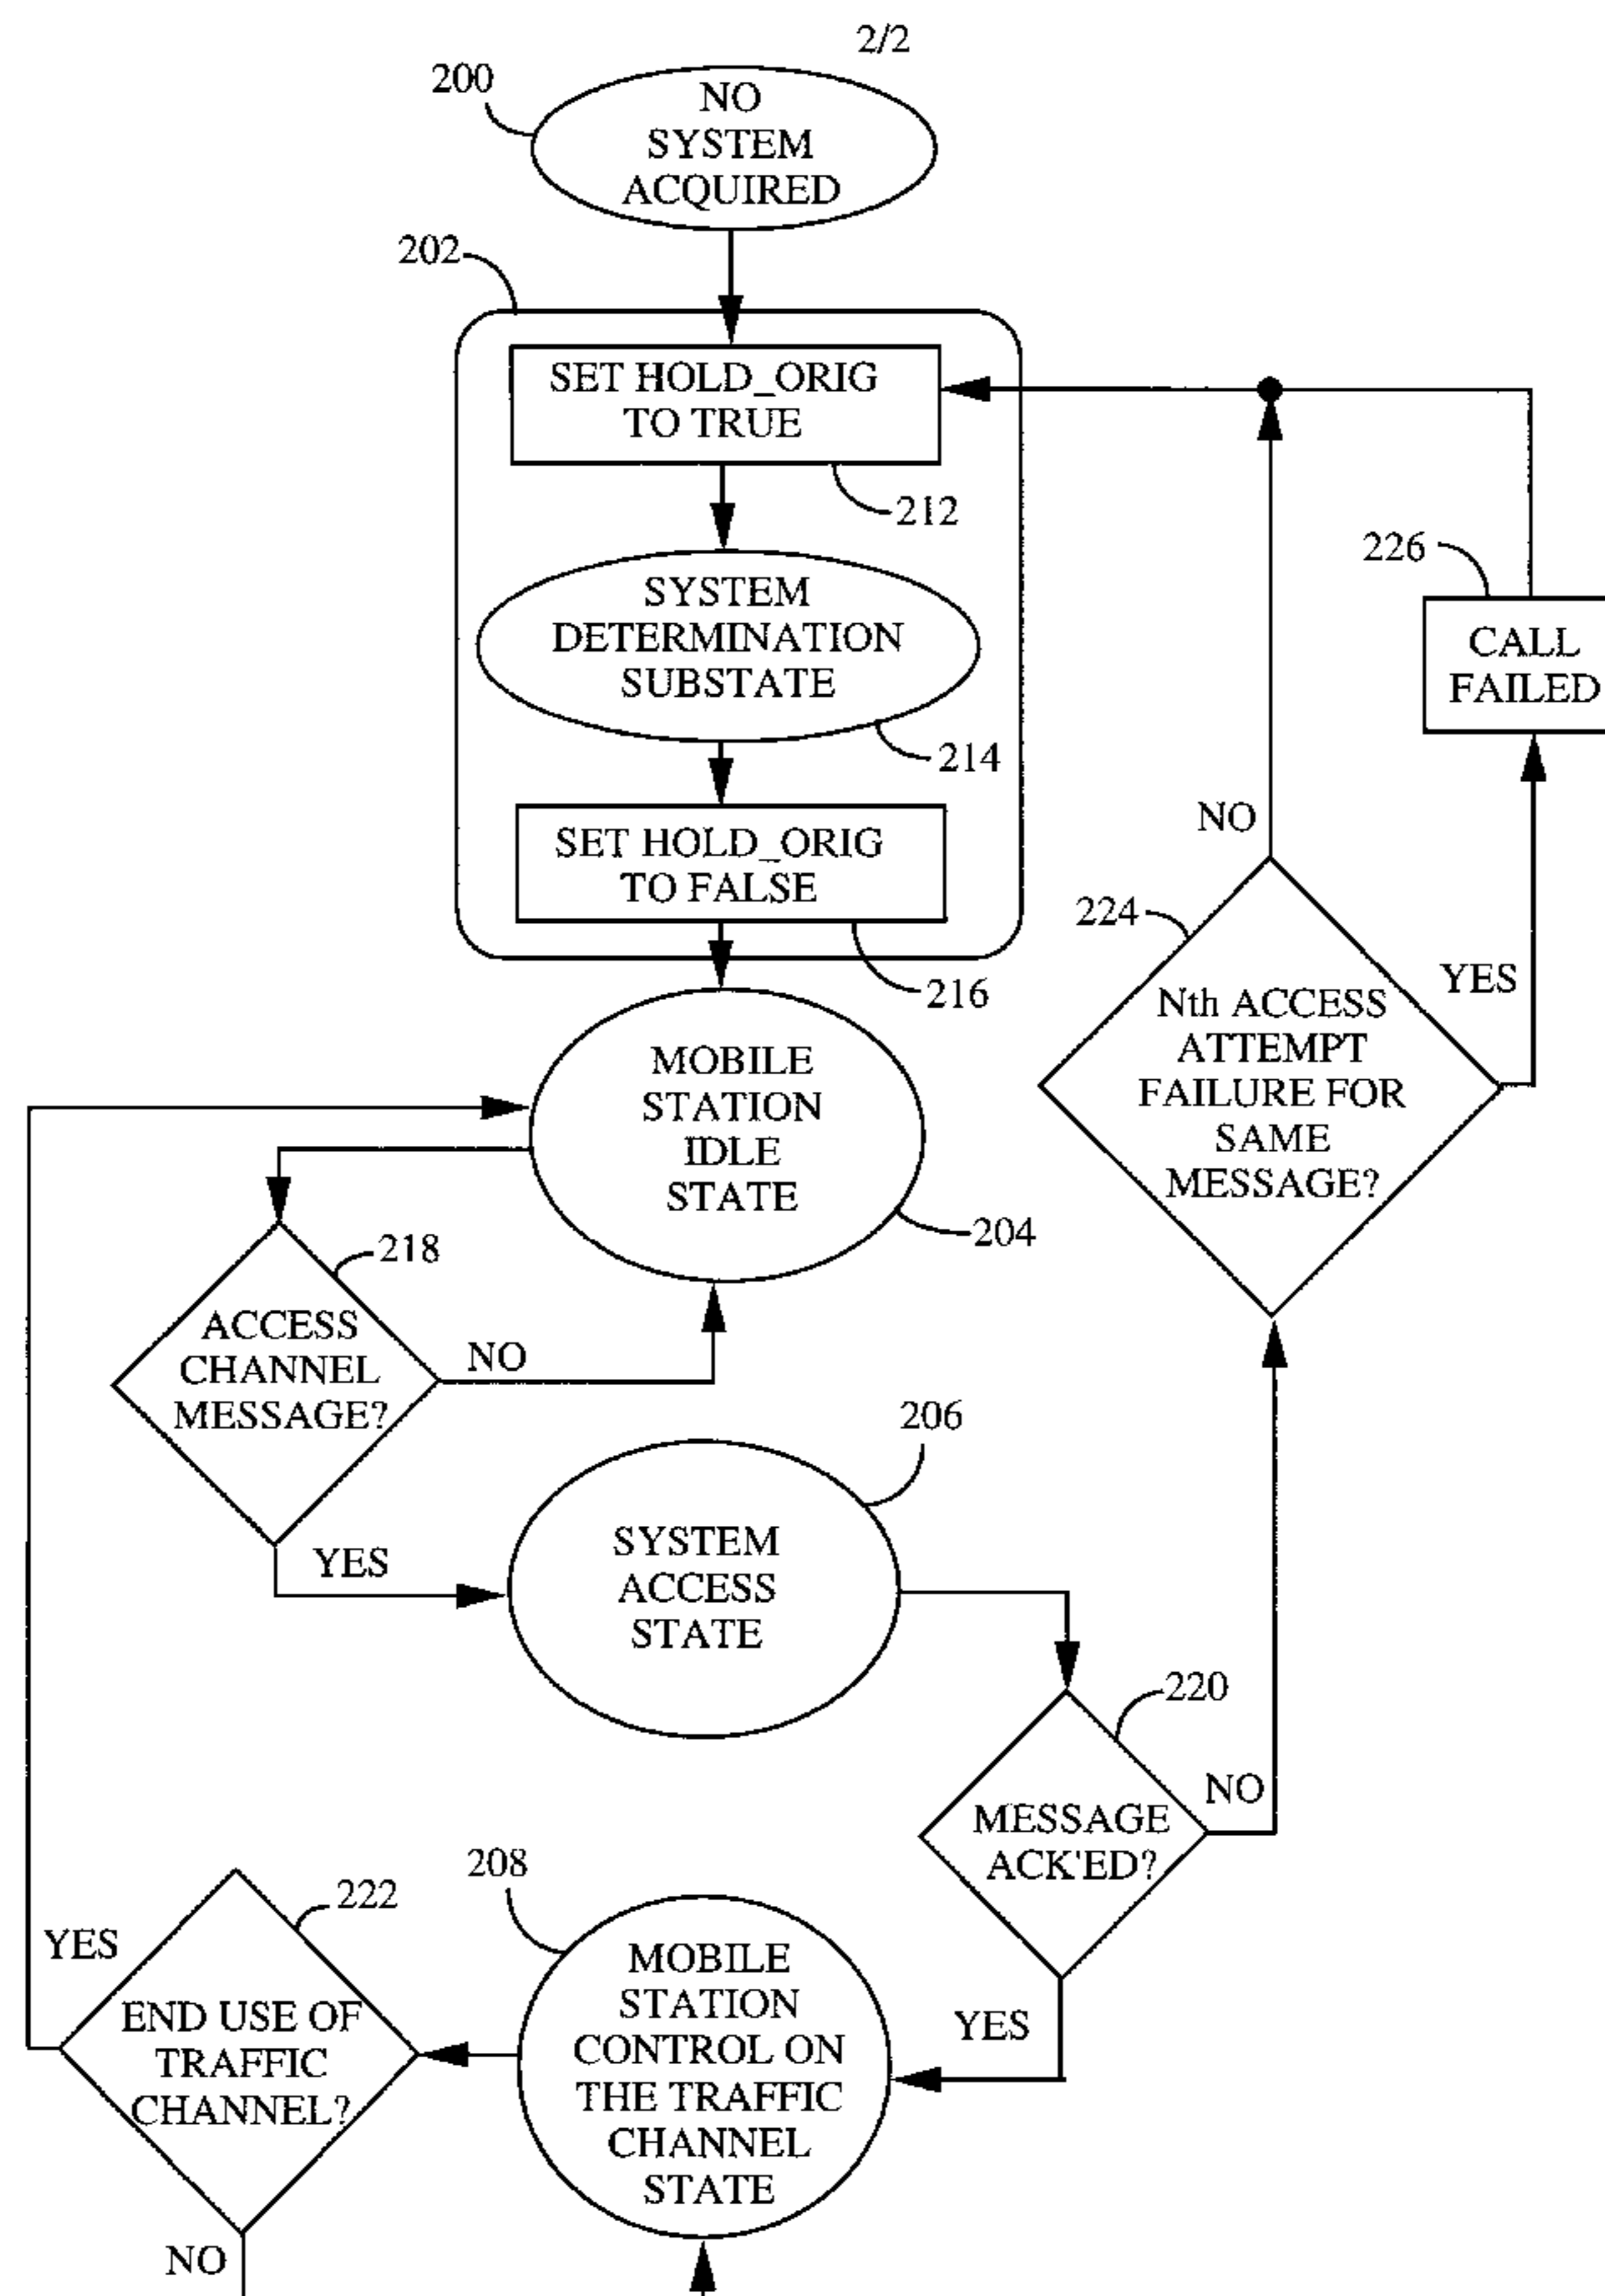 2/2
200
NO
SYSTEM
ACQUIRED
202
SET HOLD_ORIG
TO TRUE
212
SYSTEM
DETERMINATION
SUBSTATE
214
SET HOLD_ORIG
TO FALSE
216
226
CALL
FAILED
NO
224
YES
Nth ACCESS
ATTEMPT
FAILURE FOR
SAME
MESSAGE?
MOBILE
STATION
IDLE
STATE
204
218
ACCESS
CHANNEL
MESSAGE?
NO
YES
206
SYSTEM
ACCESS
STATE
220
MESSAGE
ACK'ED?
NO
YES
208
MOBILE
STATION
CONTROL ON
THE TRAFFIC
CHANNEL
STATE
222
YES
END USE OF
TRAFFIC
CHANNEL?
NO